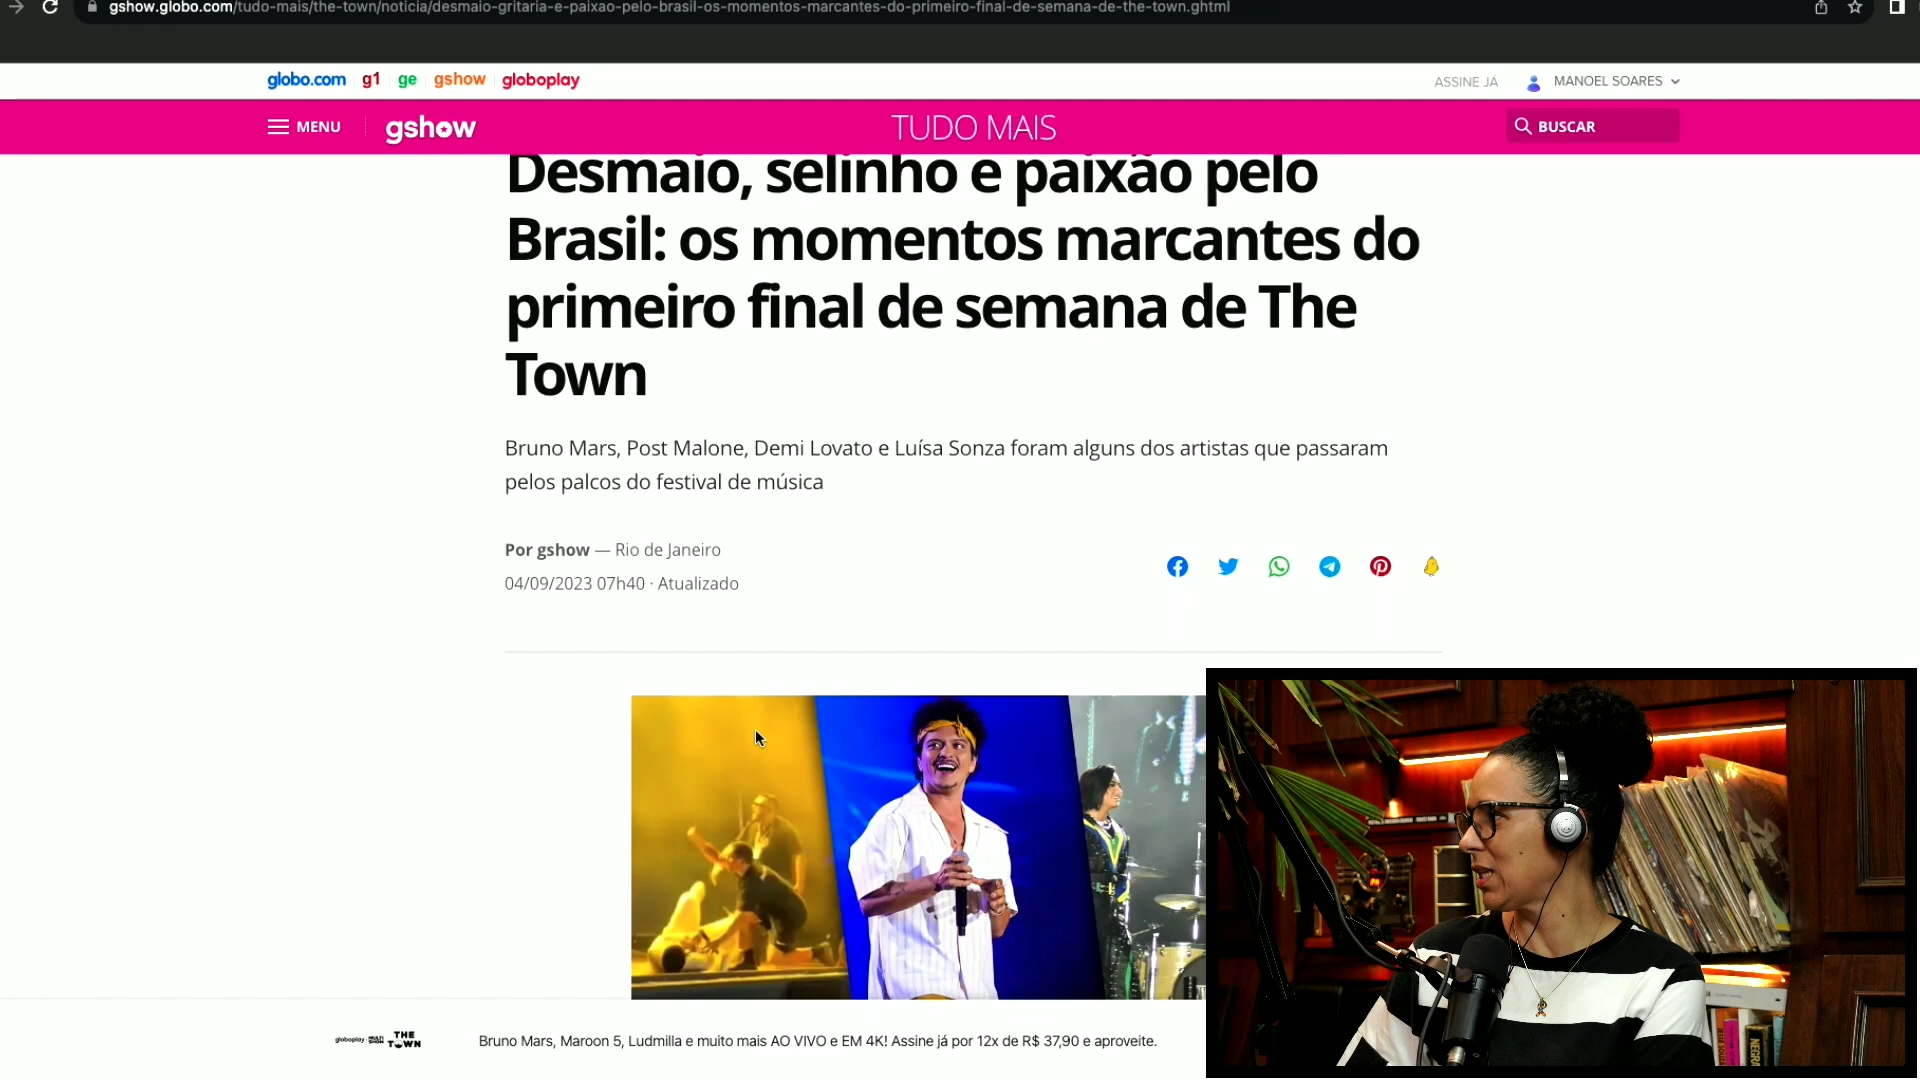 gshow.globo.com/tudo-mais/the-town/noticia/desmaio-gritaria-e-paixao-pelo-brasil-os-momentos-marcantes-do-primeiro-final-de-semana-de-the-town.ghtml
globo.com g1 ge gshow globoplay
ASSINE JÁ MANOEL SOARES
MENU gshow TUDO MAIS BUSCAR
Desmaio, selinho e paixão pelo
Brasil: os momentos marcantes do
primeiro final de semana de The
Town
Bruno Mars, Post Malone, Demi Lovato e Luísa Sonza foram alguns dos artistas que passaram
pelos palcos do festival de música
Por gshow — Rio de Janeiro
04/09/2023 07h40 · Atualizado
globoplay
THE
TOWN
Bruno Mars, Maroon 5, Ludmilla e muito mais AO VIVO e EM 4K! Assine já por 12x de R$ 37,90 e aproveite.